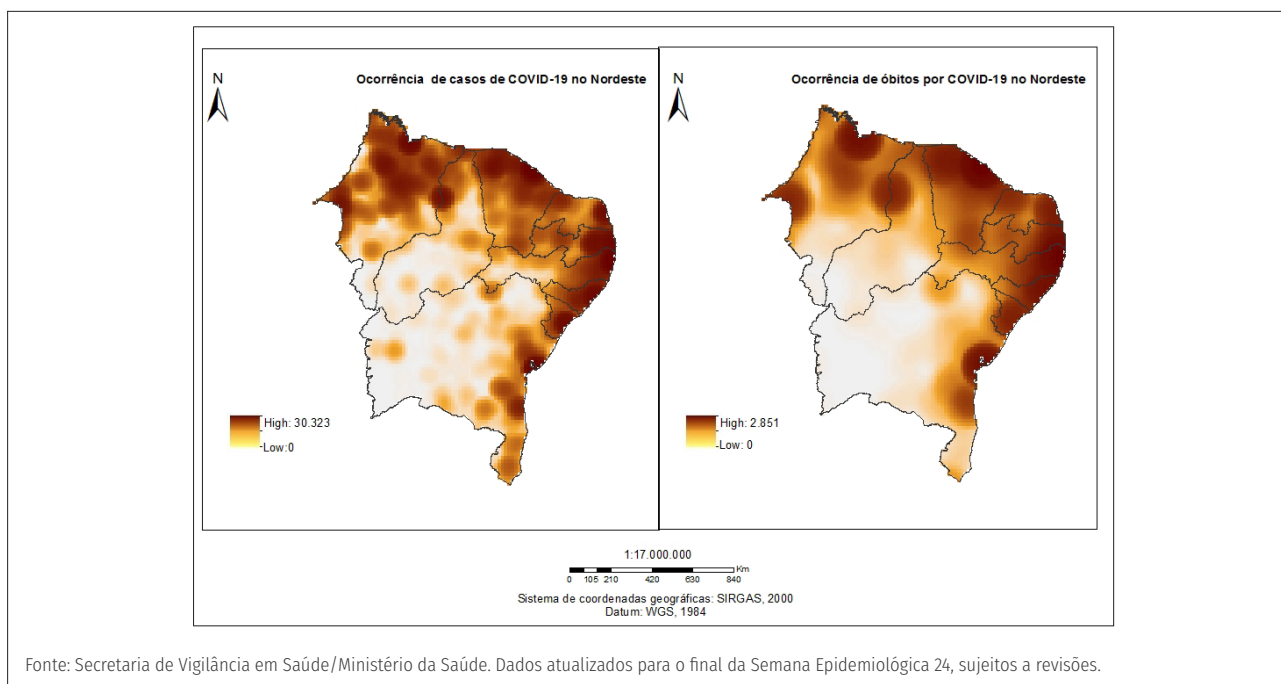 N
Ocorrência de casos de COVID-19 no Nordeste
High: 30.323
Low:0
N
Ocorrência de óbitos por COVID-19 no Nordeste
High: 2.851
Low: 0
1:17.000.000
Km
0 105 210 420 630 840
Sistema de coordenadas geográficas: SIRGAS, 2000
Datum: WGS, 1984
Fonte: Secretaria de Vigilância em Saúde/Ministério da Saúde. Dados atualizados para o final da Semana Epidemiológica 24, sujeitos a revisões.